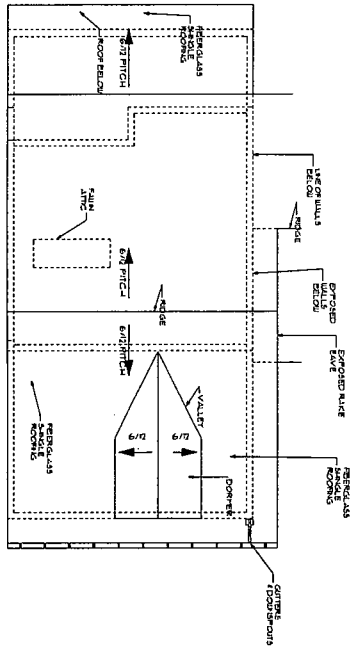 FIBERGLASS
SHINGLE
ROOFING
ROOF BELOW
6/12 PITCH
LINE OF WALLS
BELOW
RIDGE
EXPOSED
WALLS
BELOW
EXPOSED RAKE
EAVE
ATTIC
6/12 PITCH
RIDGE
6/12 PITCH
VALLEY
FIBERGLASS
SHINGLE
ROOFING
6/12
6/12
DORMER
FIBERGLASS
SHINGLE
ROOFING
GUTTERS
& DOWNSPOUTS